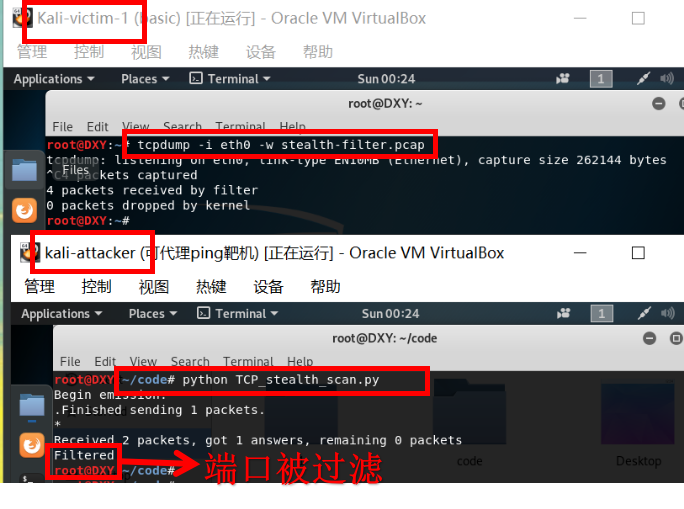 Kali-victim-1 (basic) [正在运行] - Oracle VM VirtualBox
管理 控制 视图 热键 设备 帮助
Applications Places Terminal Sun 00:24 1
root@DXY: ~
File Edit View Search Terminal Help
root@DXY:~# tcpdump -i eth0 -w stealth-filter.pcap
tcpdump: listening on eth0, link-type EN10MB (Ethernet), capture size 262144 bytes
^C4 packets captured
Files
4 packets received by filter
0 packets dropped by kernel
root@DXY:~#
kali-attacker (可代理ping靶机) [正在运行] - Oracle VM VirtualBox
管理 控制 视图 热键 设备 帮助
Applications Places Terminal Sun 00:24 1
root@DXY: ~/code
File Edit View Search Terminal Help
root@DXY:~/code# python TCP_stealth_scan.py
Begin emission:
.Finished sending 1 packets.
*
Received 2 packets, got 1 answers, remaining 0 packets
Filtered
code Desktop
root@DXY:~/code#
端口被过滤